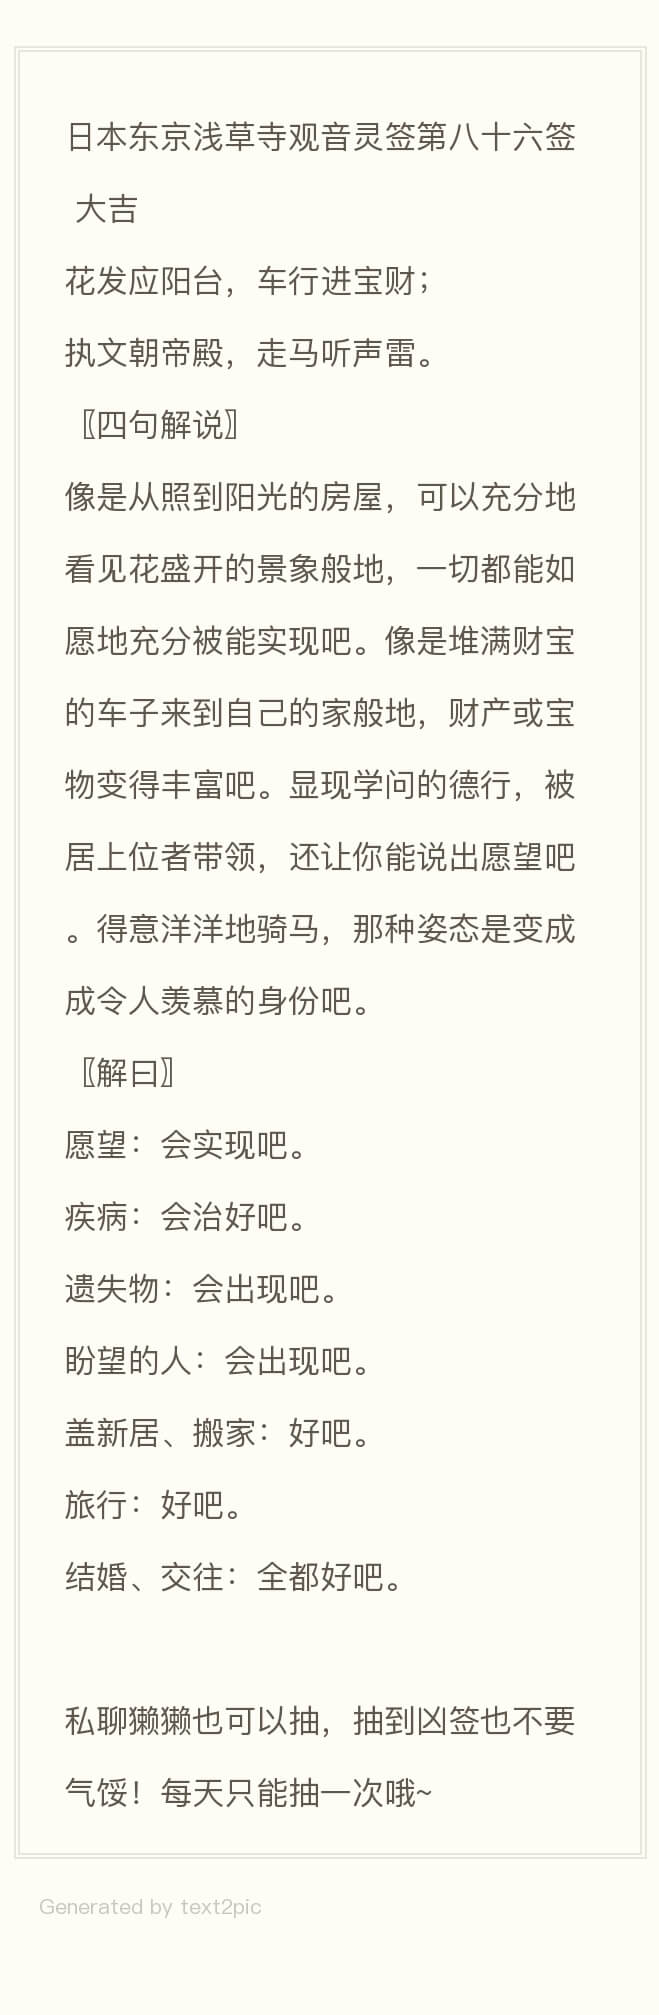 日本东京浅草寺观音灵签第八十六签
大吉
花发应阳台，车行进宝财；
执文朝帝殿，走马听声雷。
〖四句解说〗
像是从照到阳光的房屋，可以充分地
看见花盛开的景象般地，一切都能如
愿地充分被能实现吧。像是堆满财宝
的车子来到自己的家般地，财产或宝
物变得丰富吧。显现学问的德行，被
居上位者带领，还让你能说出愿望吧
。得意洋洋地骑马，那种姿态是变成
成令人羡慕的身份吧。
〖解曰〗
愿望：会实现吧。
疾病：会治好吧。
遗失物：会出现吧。
盼望的人：会出现吧。
盖新居、搬家：好吧。
旅行：好吧。
结婚、交往：全都好吧。
私聊獭獭也可以抽，抽到凶签也不要
气馁！每天只能抽一次哦~
Generated by text2pic